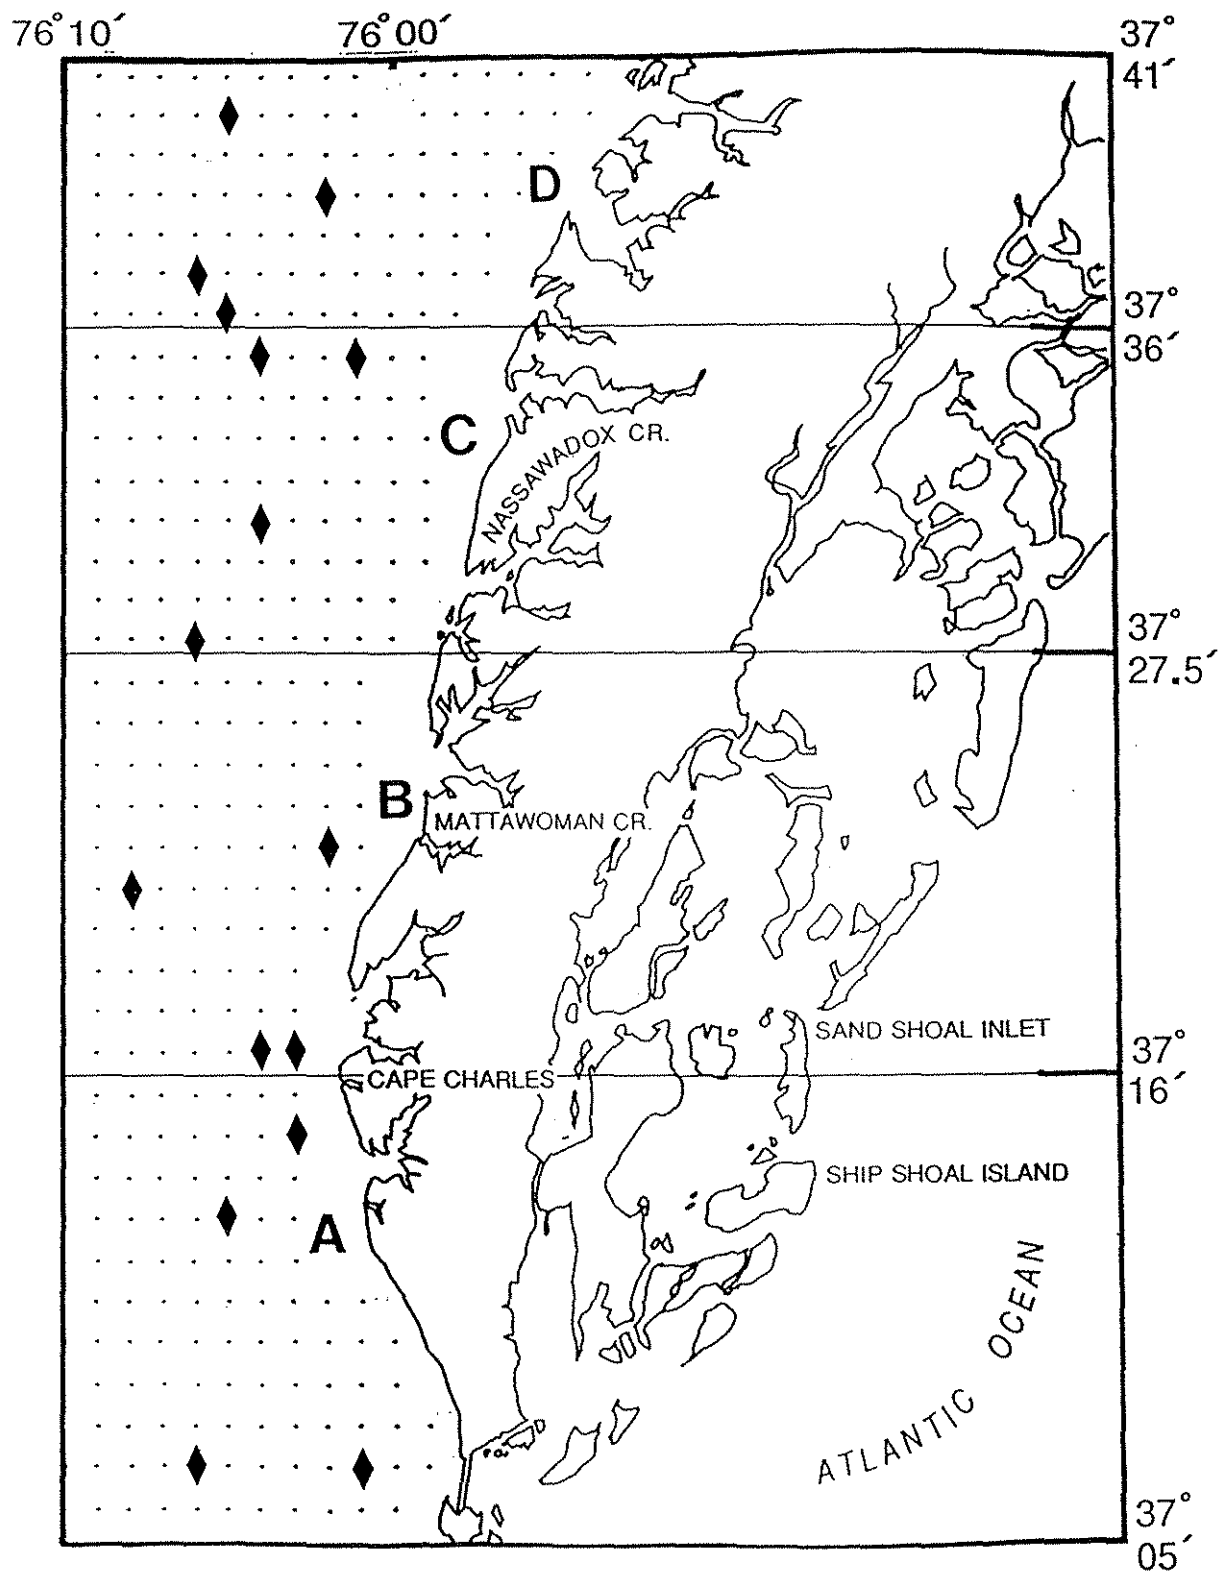 76°10′ 76°00′ 37°
41′
D
37°
36′
C
NASSAWADOX CR.
37°
27.5′
B
MATTAWOMAN CR.
SAND SHOAL INLET
37°
CAPE CHARLES
16′
SHIP SHOAL ISLAND
A
ATLANTIC OCEAN
37°
05′